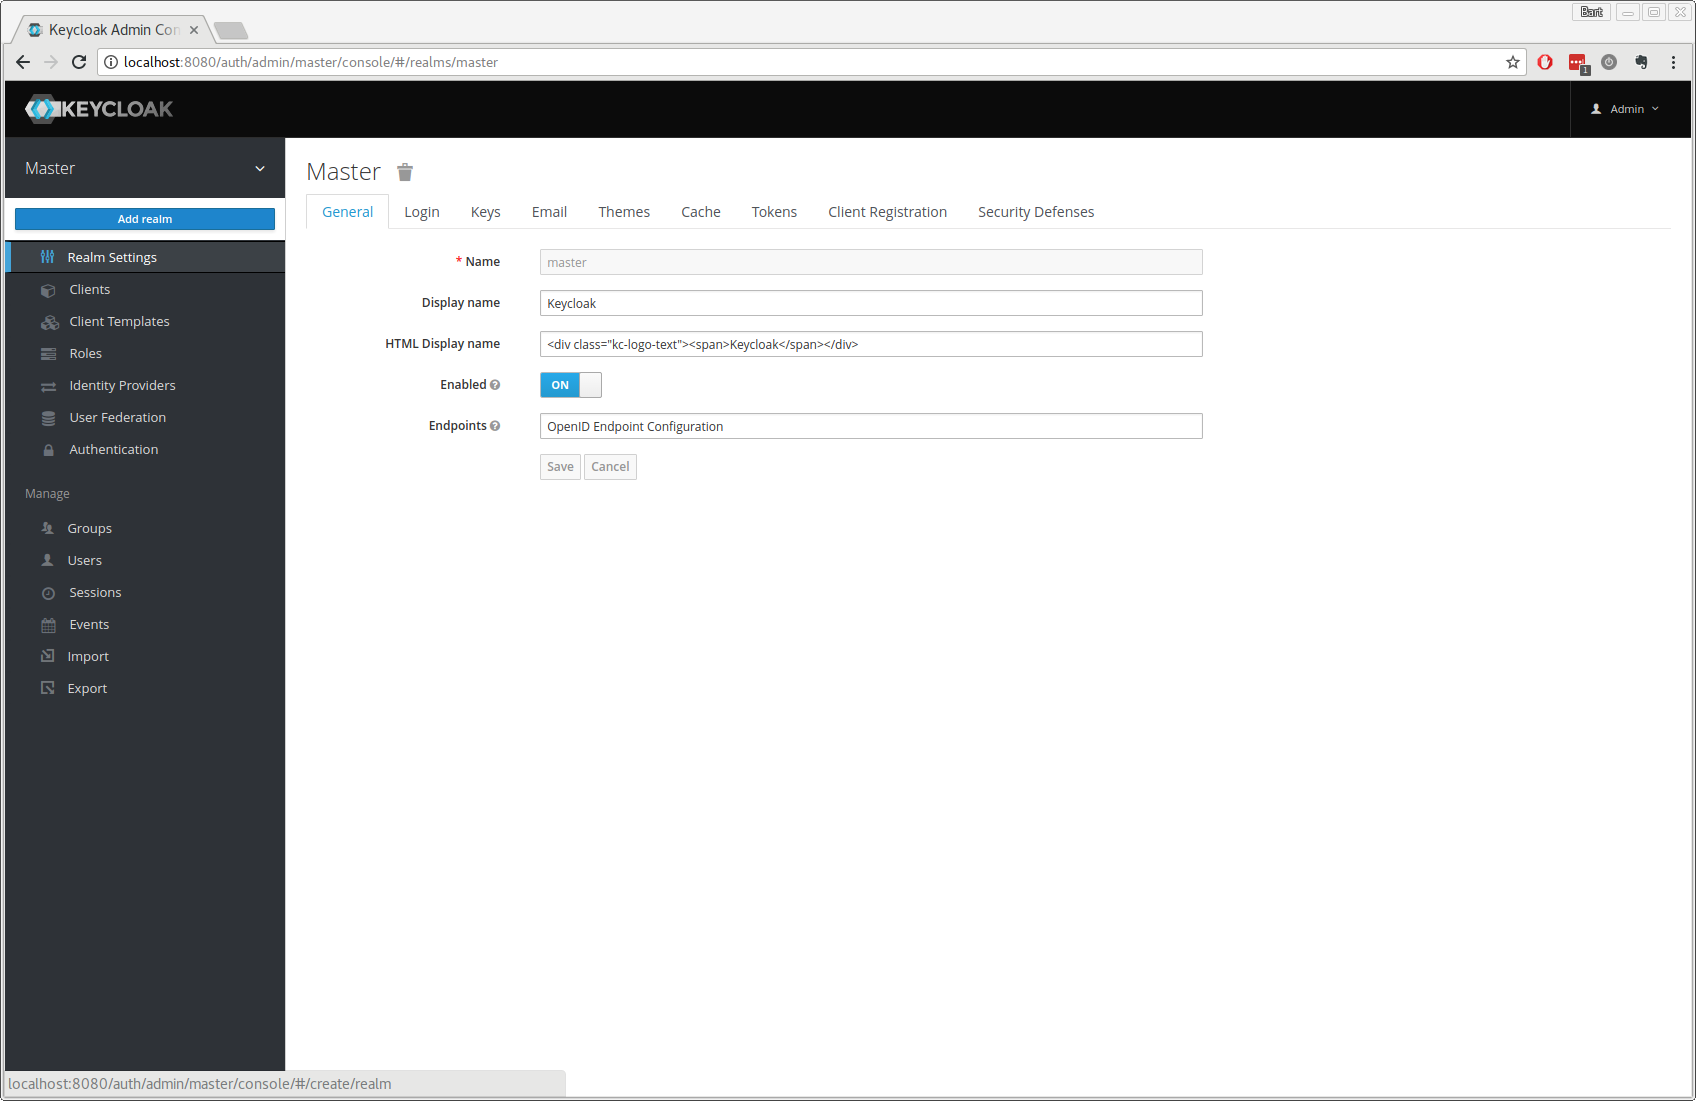 Bart
Keycloak Admin Con
localhost:8080/auth/admin/master/console/#/realms/master
1
KEYCLOAK
Admin
Master
Add realm
Realm Settings
Clients
Client Templates
Roles
Identity Providers
User Federation
Authentication
Manage
Groups
Users
Sessions
Events
Import
Export
Master
General Login Keys Email Themes Cache Tokens Client Registration Security Defenses
* Name master
Display name Keycloak
HTML Display name <div class="kc-logo-text"><span>Keycloak</span></div>
Enabled ON
Endpoints OpenID Endpoint Configuration
Save Cancel
localhost:8080/auth/admin/master/console/#/create/realm